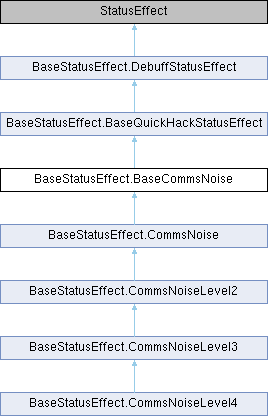 StatusEffect
BaseStatusEffect.DebuffStatusEffect
BaseStatusEffect.BaseQuickHackStatusEffect
BaseStatusEffect.BaseCommsNoise
BaseStatusEffect.CommsNoise
BaseStatusEffect.CommsNoiseLevel2
BaseStatusEffect.CommsNoiseLevel3
BaseStatusEffect.CommsNoiseLevel4